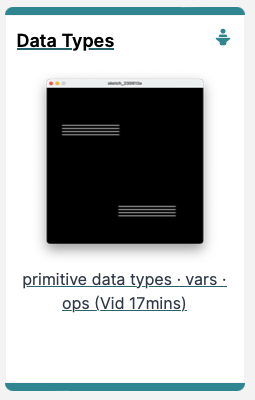 Data Types
primitive data types · vars ·
ops (Vid 17mins)